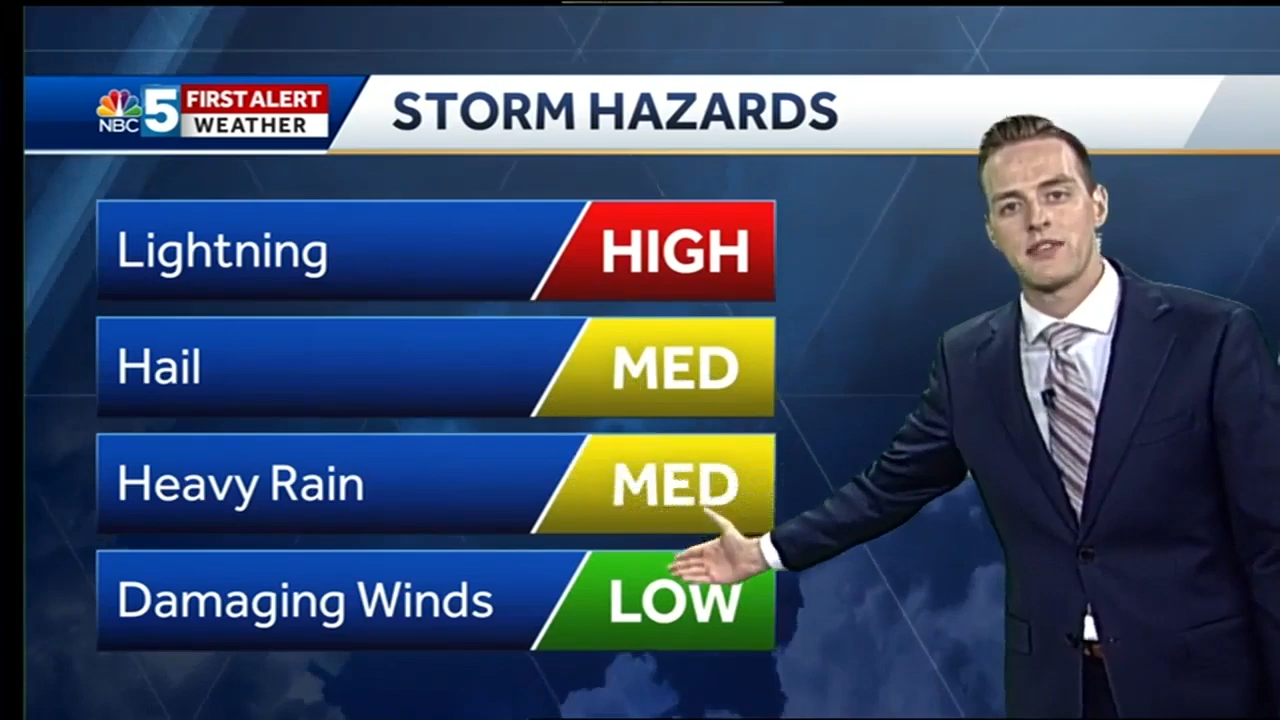 NBC 5 FIRST ALERT WEATHER
STORM HAZARDS
Lightning HIGH
Hail MED
Heavy Rain MED
Damaging Winds LOW